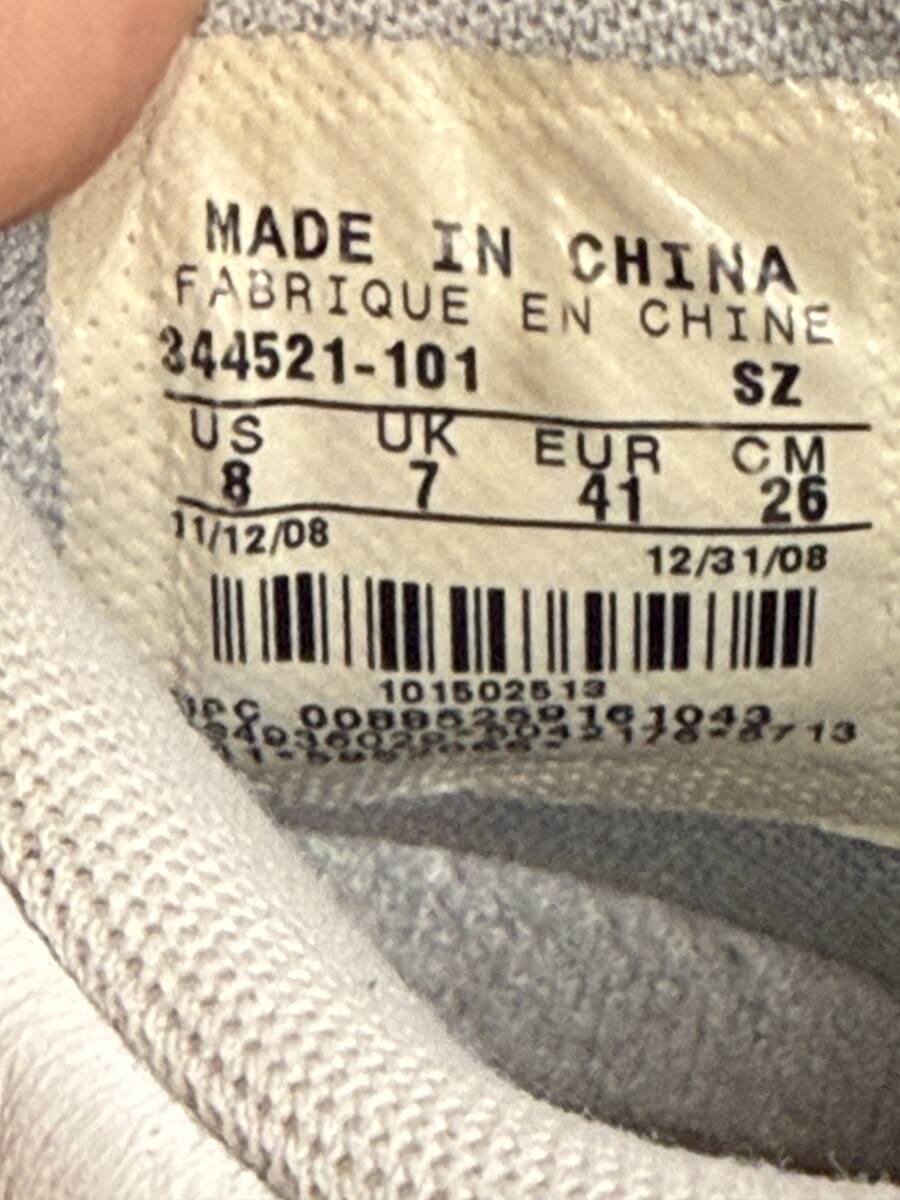 MADE IN CHINA
FABRIQUE EN CHINE
344521-101 SZ
US UK EUR CM
8 7 41 26
11/12/08 12/31/08
101502513
UPC